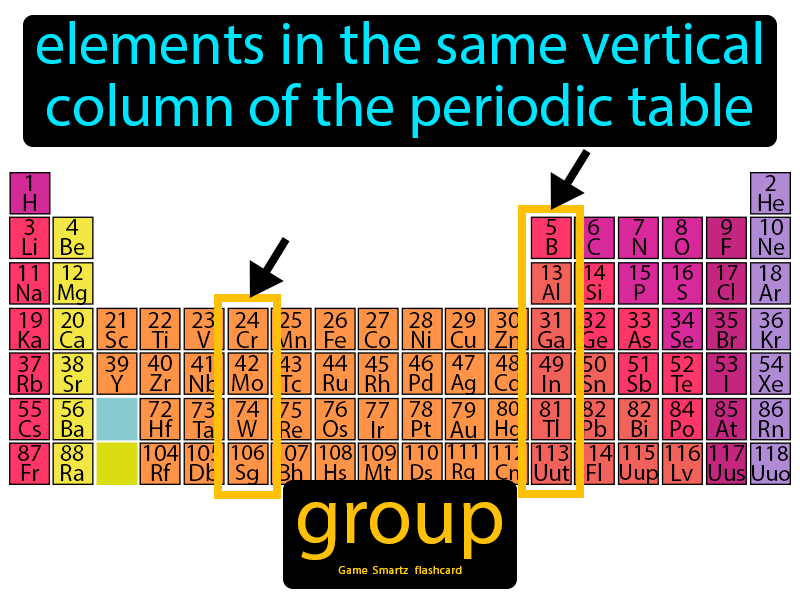 elements in the same vertical
column of the periodic table
1 2
H He
3 4 5 6 7 8 9 10
Li Be B C N O F Ne
11 12 13 14 15 16 17 18
Na Mg Al Si P S Cl Ar
19 20 21 22 23 24 25 26 27 28 29 30 31 32 33 34 35 36
Ka Ca Sc Ti V Cr Mn Fe Co Ni Cu Zn Ga Ge As Se Br Kr
37 38 39 40 41 42 43 44 45 46 47 48 49 50 51 52 53 54
Rb Sr Y Zr Nb Mo Tc Ru Rh Pd Ag Cd In Sn Sb Te I Xe
55 56 72 73 74 75 76 77 78 79 80 81 82 82 84 85 86
Cs Ba Hf Ta W Re Os Ir Pt Au Hg Tl Pb Bi Po At Rn
87 88 104 105 106 107 108 109 110 111 112 113 114 115 116 117 118
Fr Ra Rf Db Sg Bh Hs Mt Ds Rg Cn Uut Fl Uup Lv Uus Uuo
group
Game Smartz flashcard